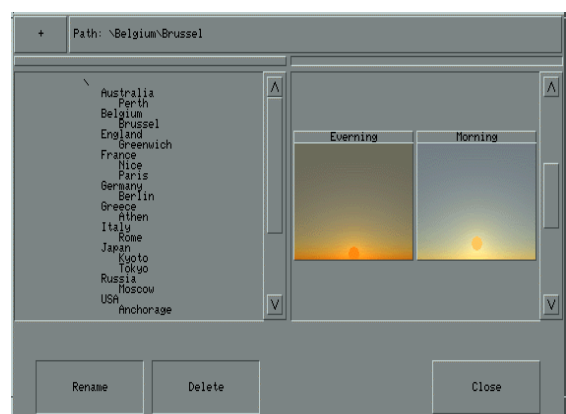 +
Path: \Belgium\Brussel
\
Australia
Perth
Belgium
Brussel
England
Greenwich
France
Nice
Paris
Germany
Berlin
Greece
Athen
Italy
Rome
Japan
Kyoto
Tokyo
Russia
Moscow
USA
Anchorage
Everning
Morning
Rename
Delete
Close